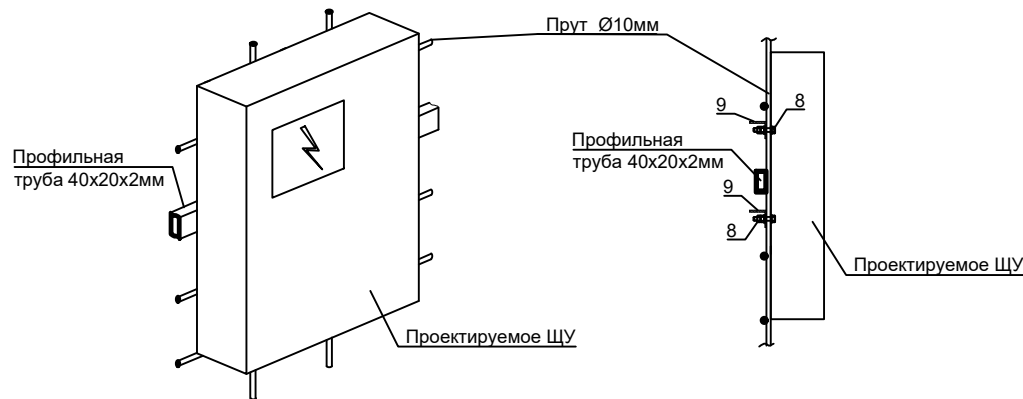 Прут Ø10мм
Профильная
труба 40х20х2мм
Проектируемое ЩУ
9
8
Профильная
труба 40х20х2мм
9
8
Проектируемое ЩУ